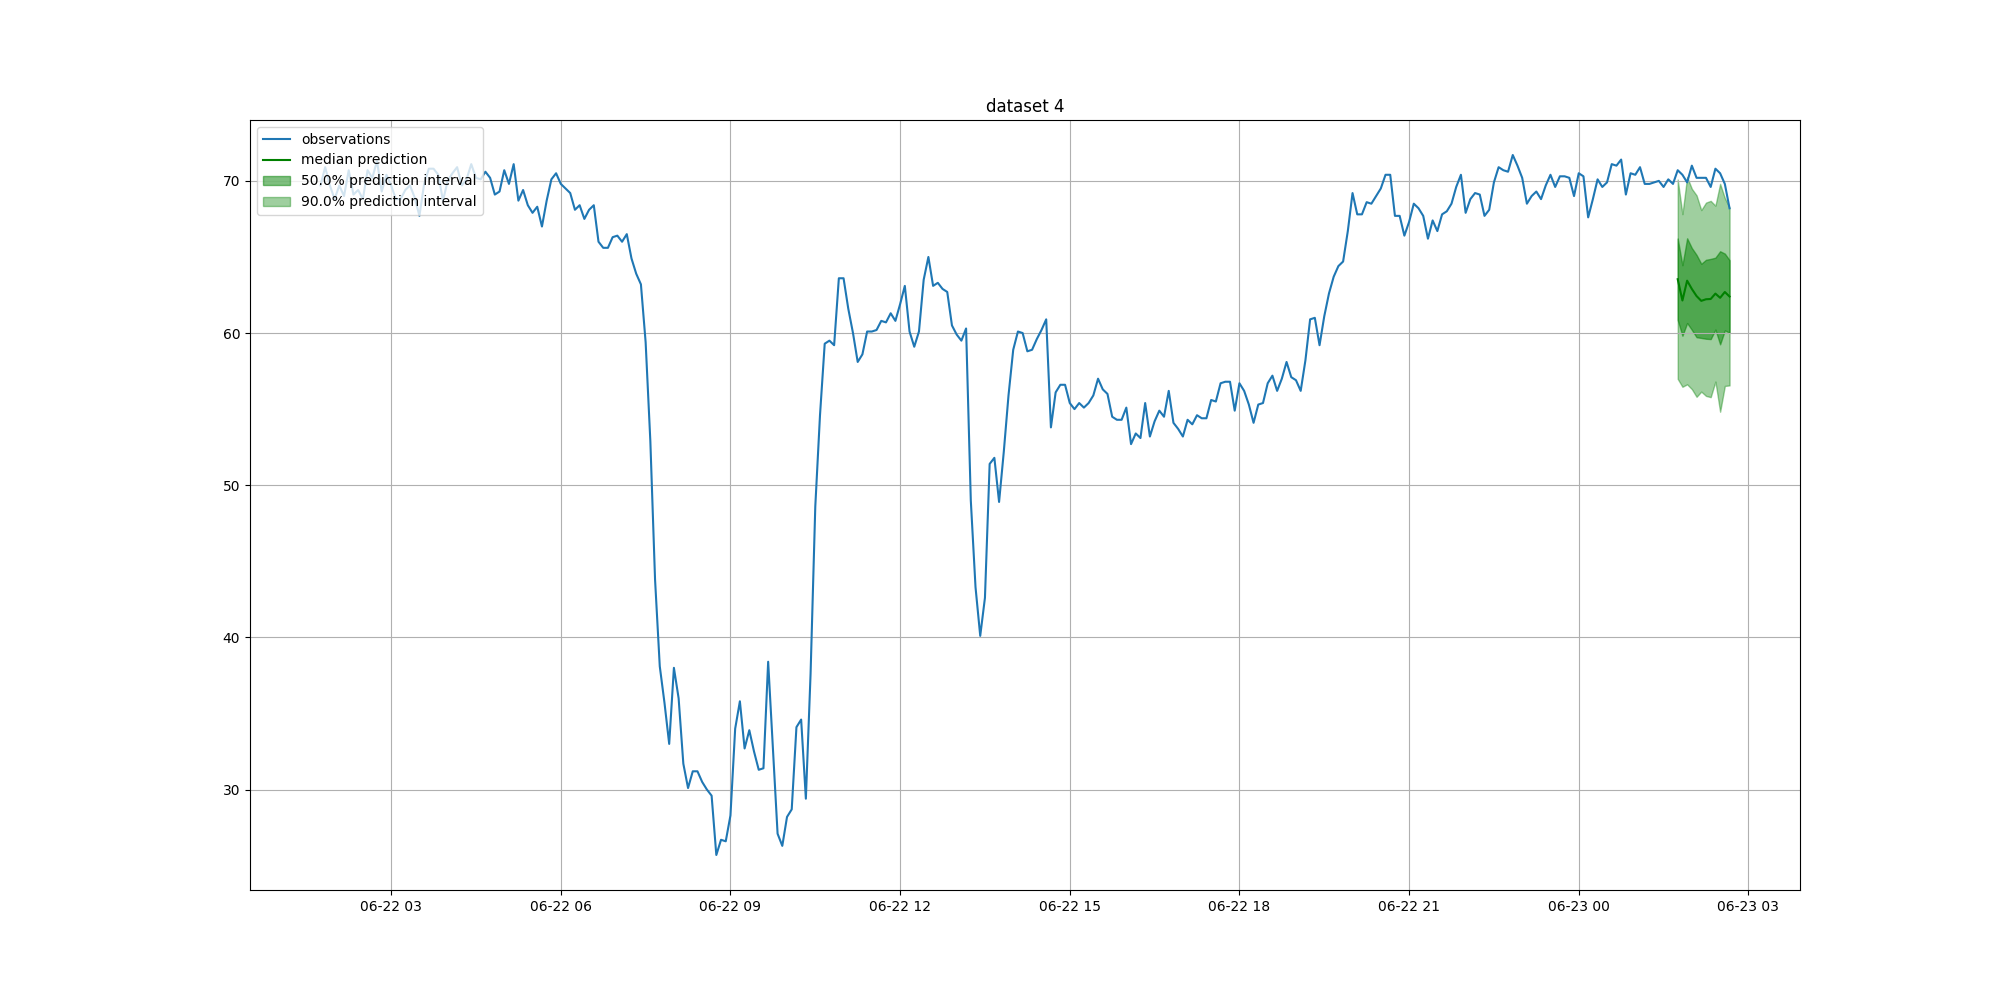 dataset 4
observations
median prediction
50.0% prediction interval
90.0% prediction interval
70
60
50
40
30
06-22 03
06-22 06
06-22 09
06-22 12
06-22 15
06-22 18
06-22 21
06-23 00
06-23 03